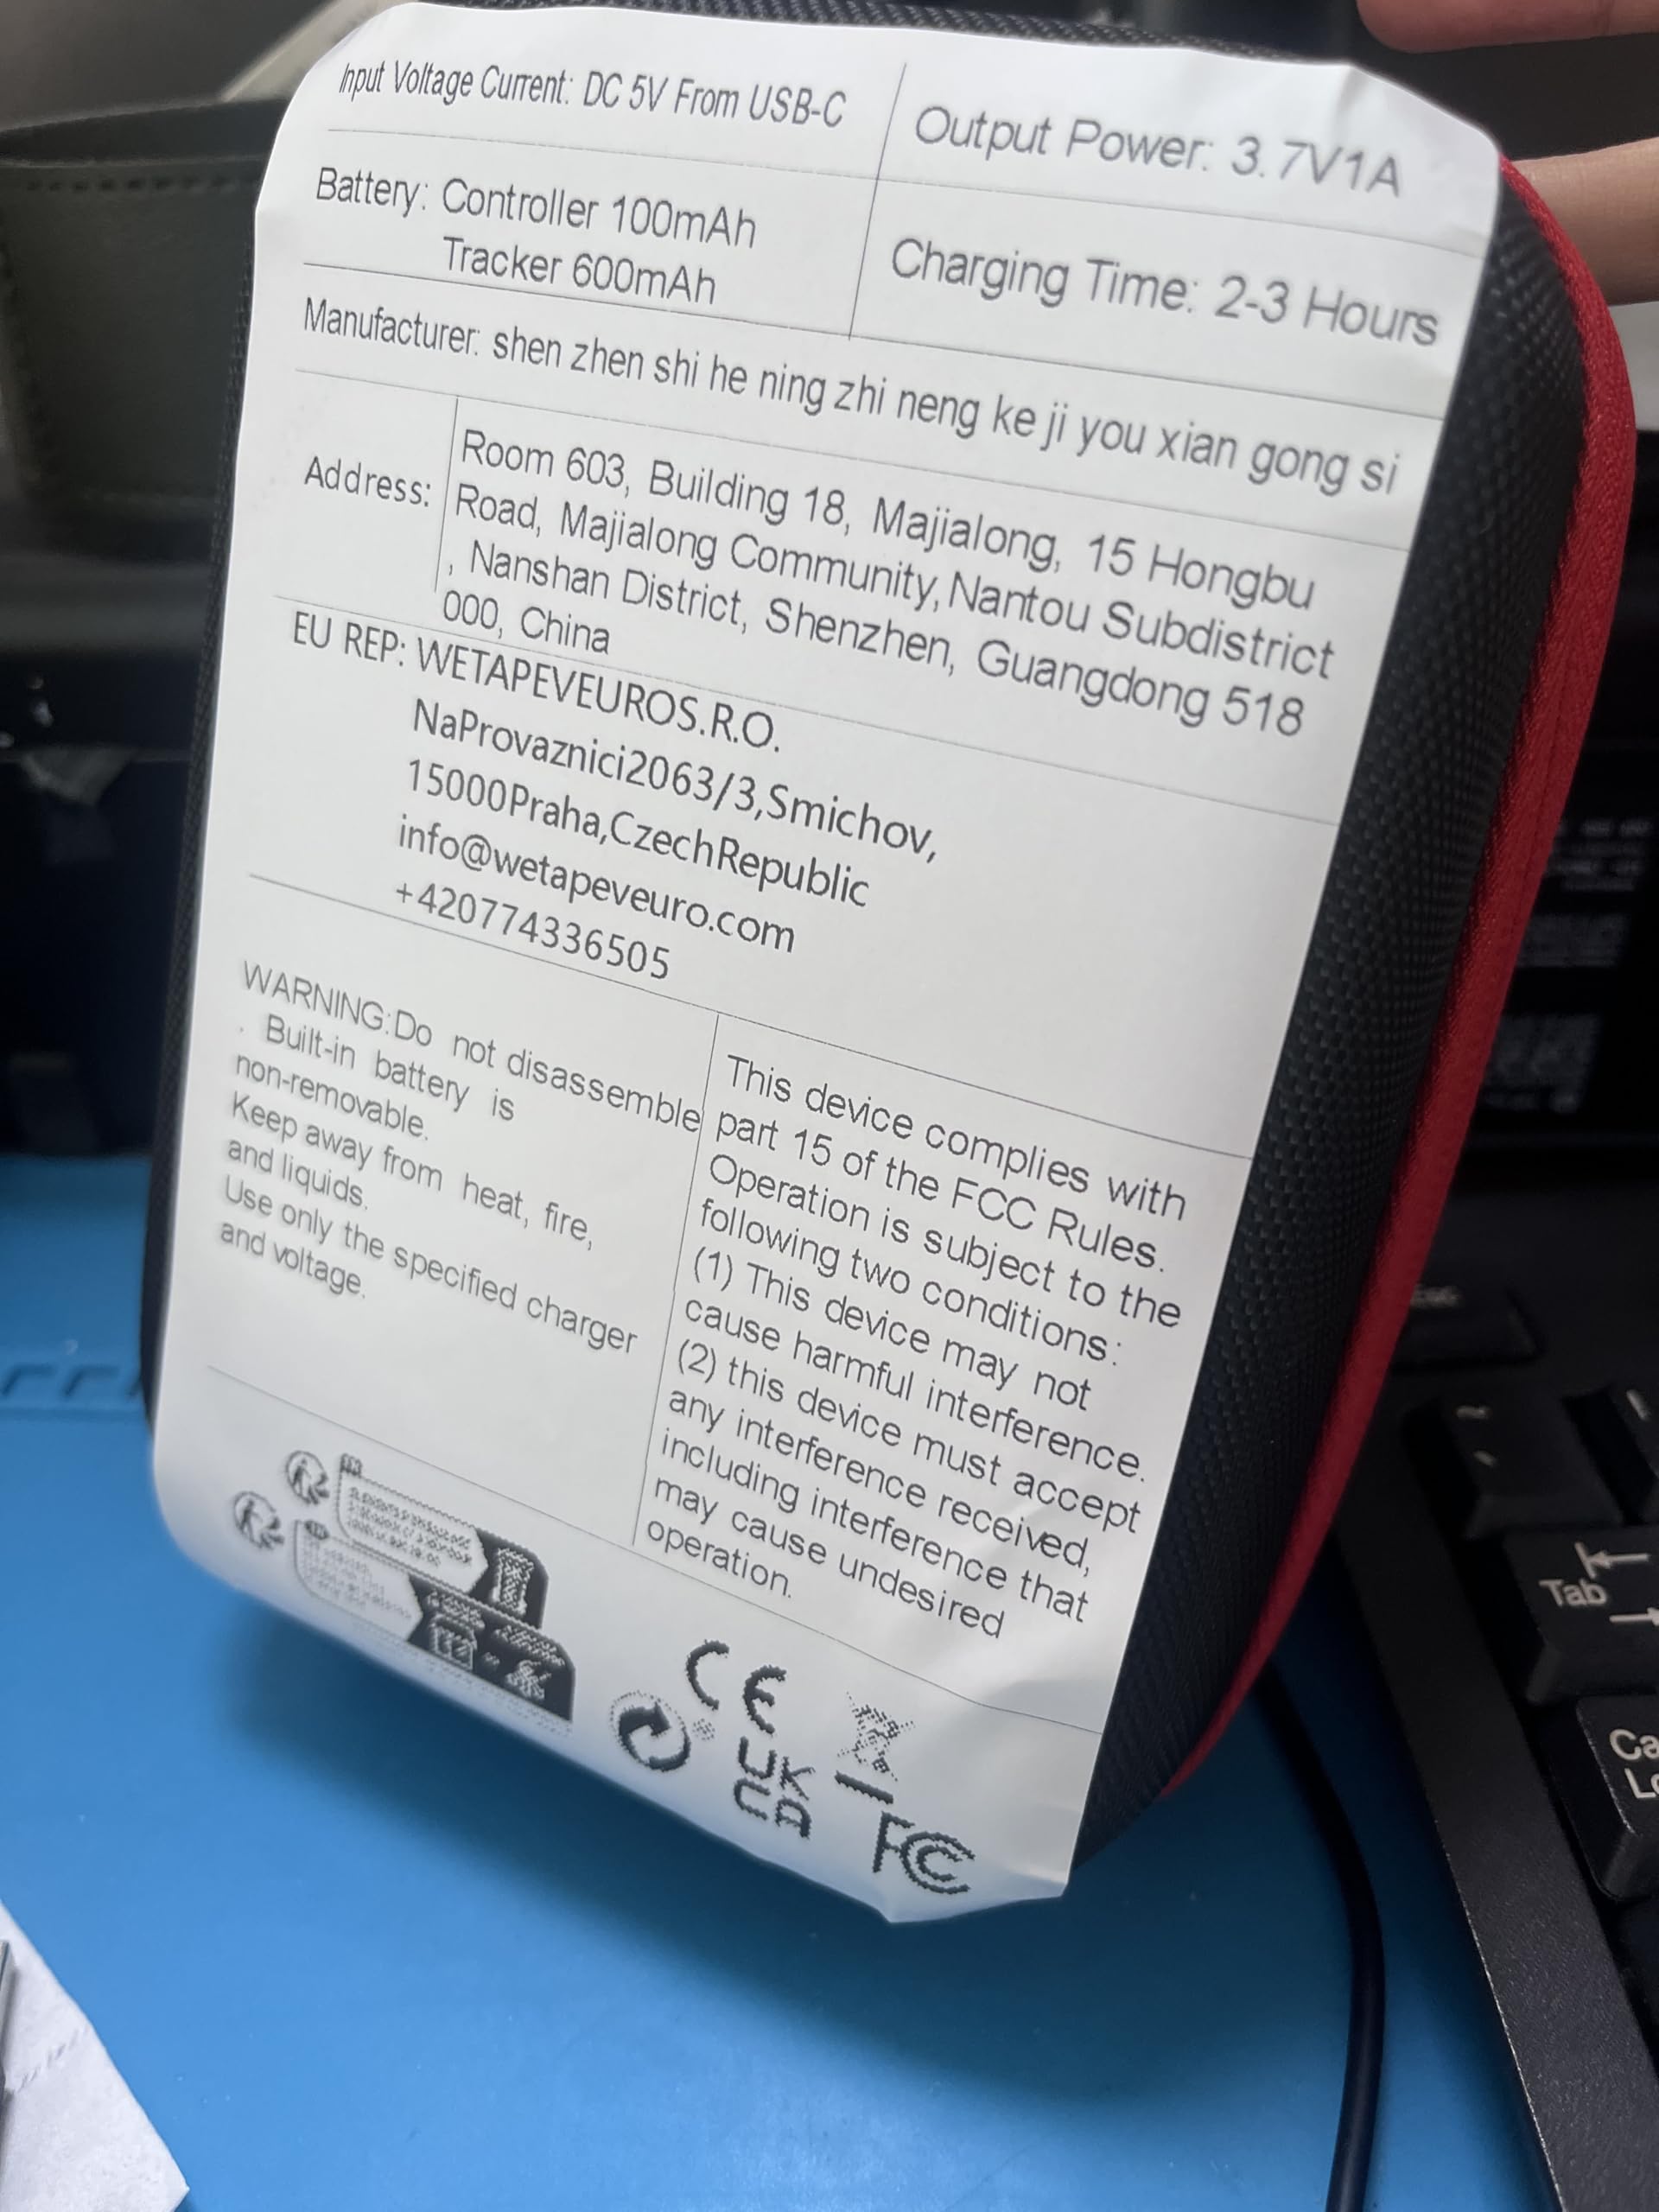 Input Voltage Current: DC 5V From USB-C
Output Power: 3.7V1A
Battery: Controller 100mAh
Tracker 600mAh
Charging Time: 2-3 Hours
Manufacturer: shen zhen shi he ning zhi neng ke ji you xian gong si
Address:
Room 603, Building 18, Majialong, 15 Hongbu
Road, Majialong Community, Nantou Subdistrict
, Nanshan District, Shenzhen, Guangdong 518
000, China
EU REP: WETAPEVEUROS.R.O.
NaProvaznici2063/3,Smichov,
15000Praha,CzechRepublic
info@wetapeveuro.com
+420774336505
WARNING:Do not disassemble
. Built-in battery is
non-removable.
Keep away from heat, fire,
and liquids.
Use only the specified charger
and voltage.
This device complies with
part 15 of the FCC Rules.
Operation is subject to the
following two conditions:
(1) This device may not
cause harmful interference.
(2) this device must accept
any interference received,
including interference that
may cause undesired
operation.
CE
UK
CA
FC
Tab
Ca